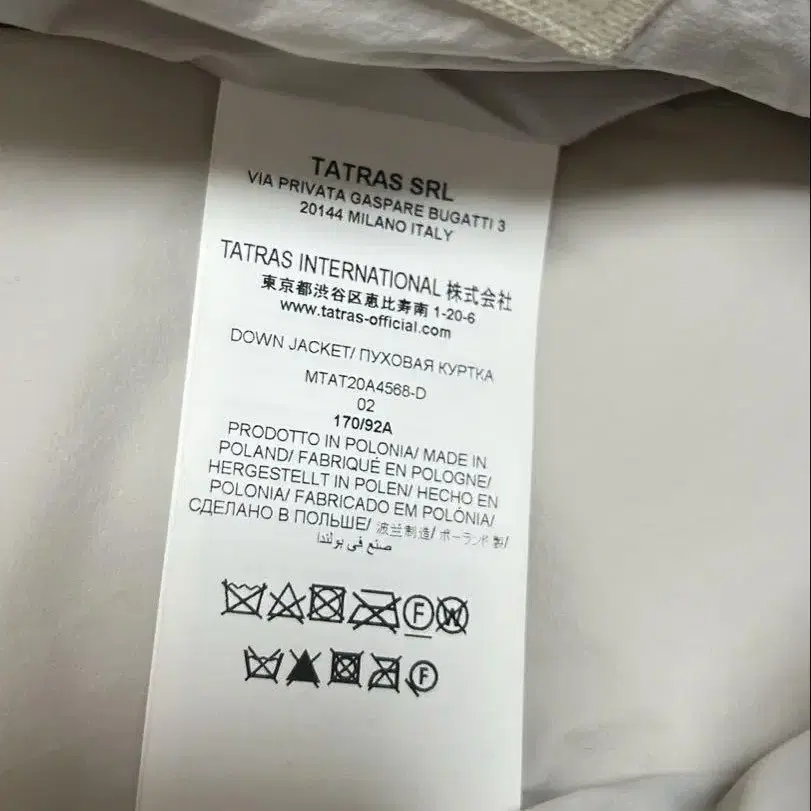 TATRAS SRL
VIA PRIVATA GASPARE BUGATTI 3
20144 MILANO ITALY
TATRAS INTERNATIONAL 株式会社
東京都渋谷区恵比寿南 1-20-6
www.tatras-official.com
DOWN JACKET/ ПУХОВАЯ КУРТКА
MTAT20A4568-D
02
170/92A
PRODOTTO IN POLONIA/ MADE IN
POLAND/ FABRIQUÉ EN POLOGNE/
HERGESTELLT IN POLEN/ HECHO EN
POLONIA/ FABRICADO EM POLÓNIA/
СДЕЛАНО В ПОЛЬШЕ/ 波兰制造/ ポーランド製/
صنع في بولندا
F W
F